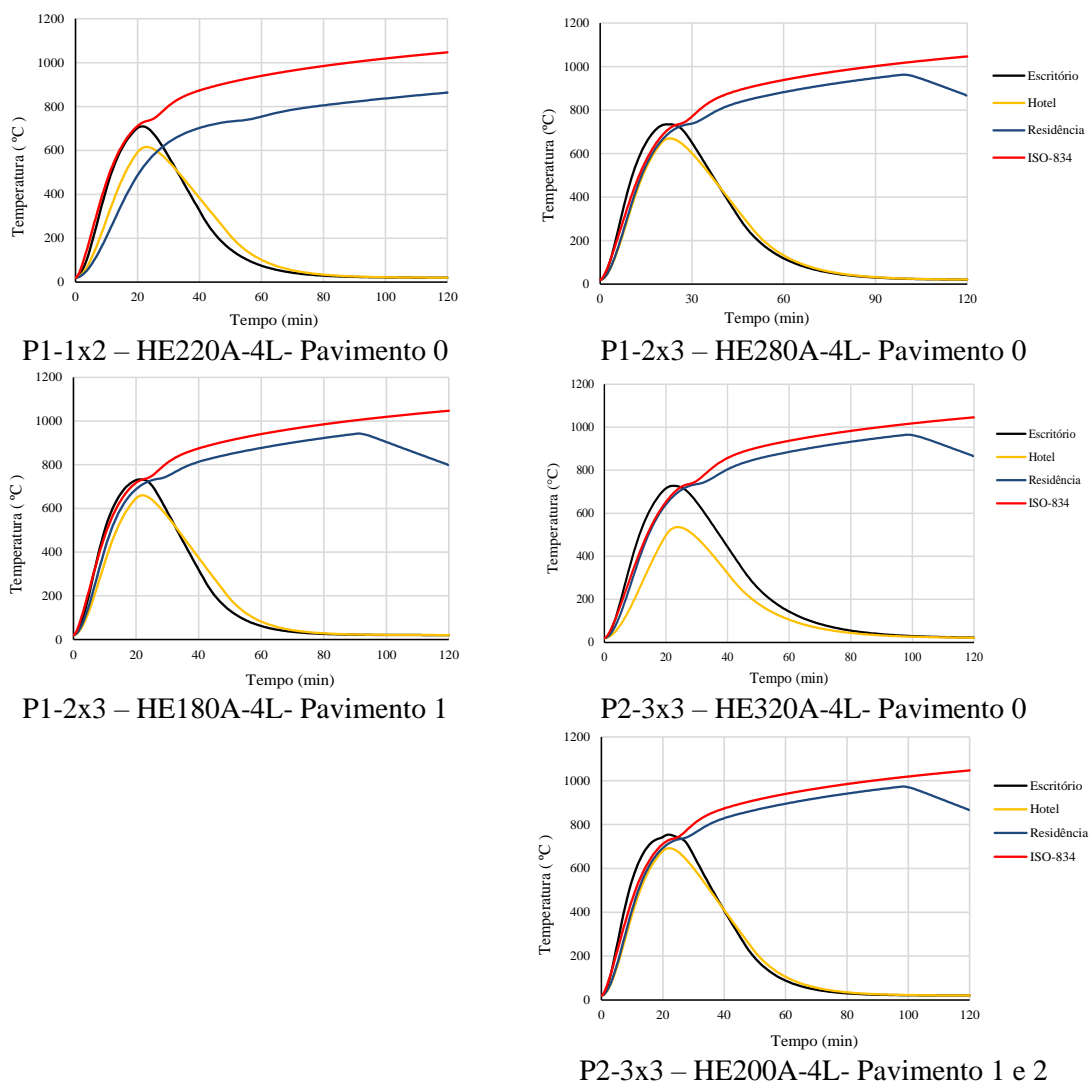 1200
1000
800
600
400
200
0
Temperatura ( ºC )
0 20 40 60 80 100 120
Tempo (min)
P1-1x2 – HE220A-4L- Pavimento 0
1200
1000
800
600
400
200
0
Temperatura (ºC)
0 30 60 90 120
Tempo (min)
Escritório
Hotel
Residência
ISO-834
P1-2x3 – HE280A-4L- Pavimento 0
1200
1000
800
600
400
200
0
Temperatura ( ºC )
0 20 40 60 80 100 120
Tempo (min)
P1-2x3 – HE180A-4L- Pavimento 1
1200
1000
800
600
400
200
0
Temperatura (ºC)
0 20 40 60 80 100 120
Tempo (min)
Escritório
Hotel
Residência
ISO-834
P2-3x3 – HE320A-4L- Pavimento 0
1200
1000
800
600
400
200
0
Temperatura ( ºC )
0 20 40 60 80 100 120
Tempo (min)
Escritório
Hotel
Residência
ISO-834
P2-3x3 – HE200A-4L- Pavimento 1 e 2